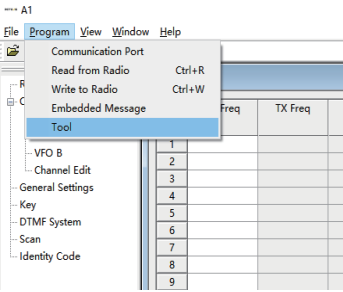 A1
File Program View Window Help
Communication Port
Read from Radio Ctrl+R
Write to Radio Ctrl+W
Embedded Message
Tool
Freq TX Freq
VFO B
Channel Edit
General Settings
Key
DTMF System
Scan
Identity Code
1
2
3
4
5
6
7
8
9